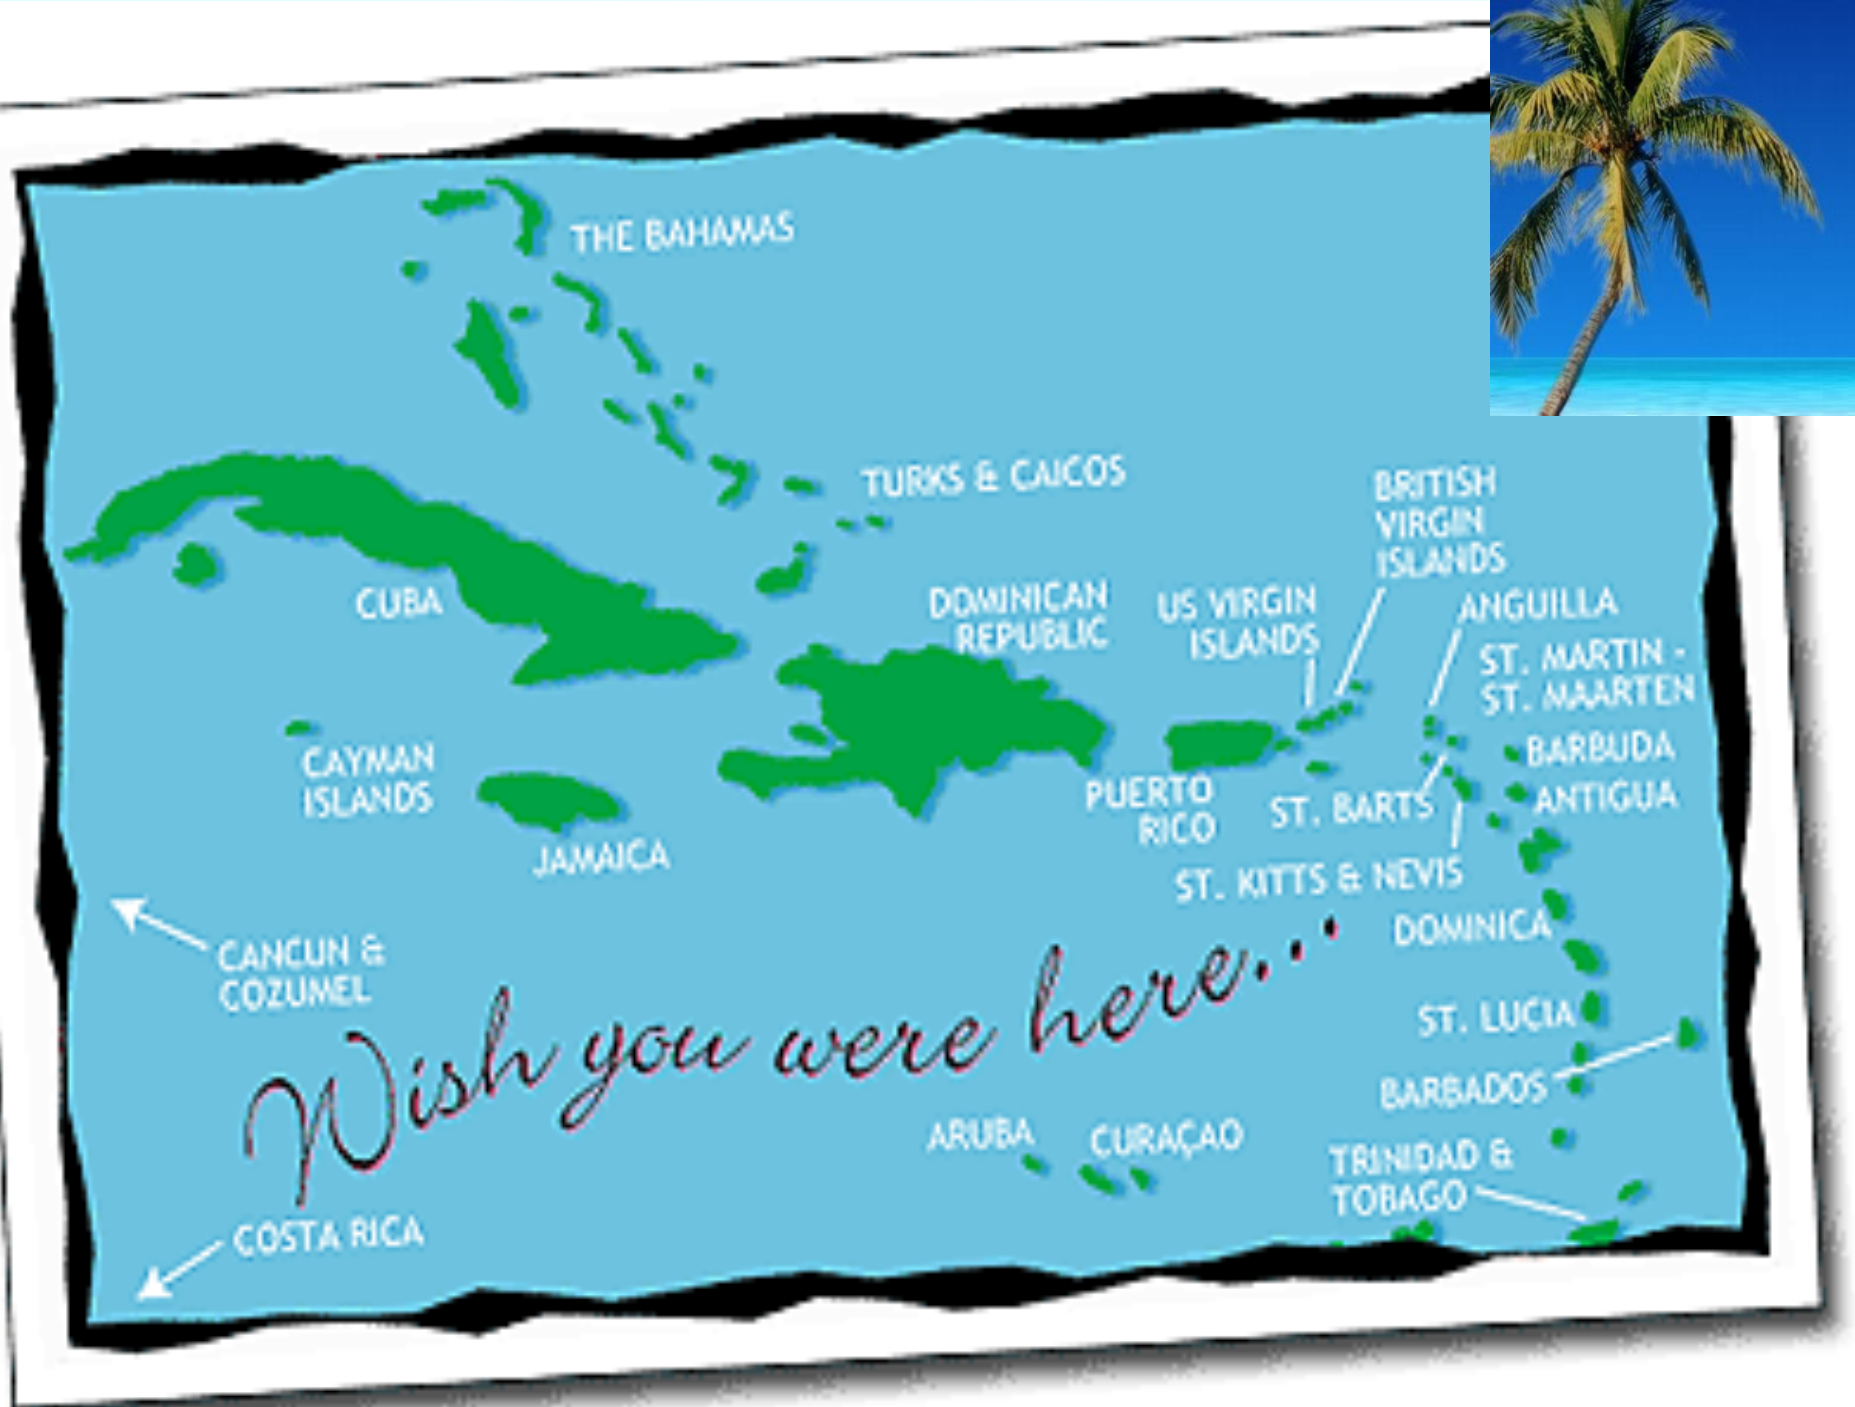 THE BAHAMAS
TURKS & CAICOS
BRITISH
VIRGIN
ISLANDS
CUBA
DOMINICAN
REPUBLIC
US VIRGIN
ISLANDS
ANGUILLA
ST. MARTIN -
ST. MAARTEN
BARBUDA
ANTIGUA
CAYMAN
ISLANDS
JAMAICA
PUERTO
RICO
ST. BARTS
ST. KITTS & NEVIS
DOMINICA
CANCUN &
COZUMEL
Wish you were here...
ST. LUCIA
BARBADOS
ARUBA
CURAÇAO
TRINIDAD &
TOBAGO
COSTA RICA